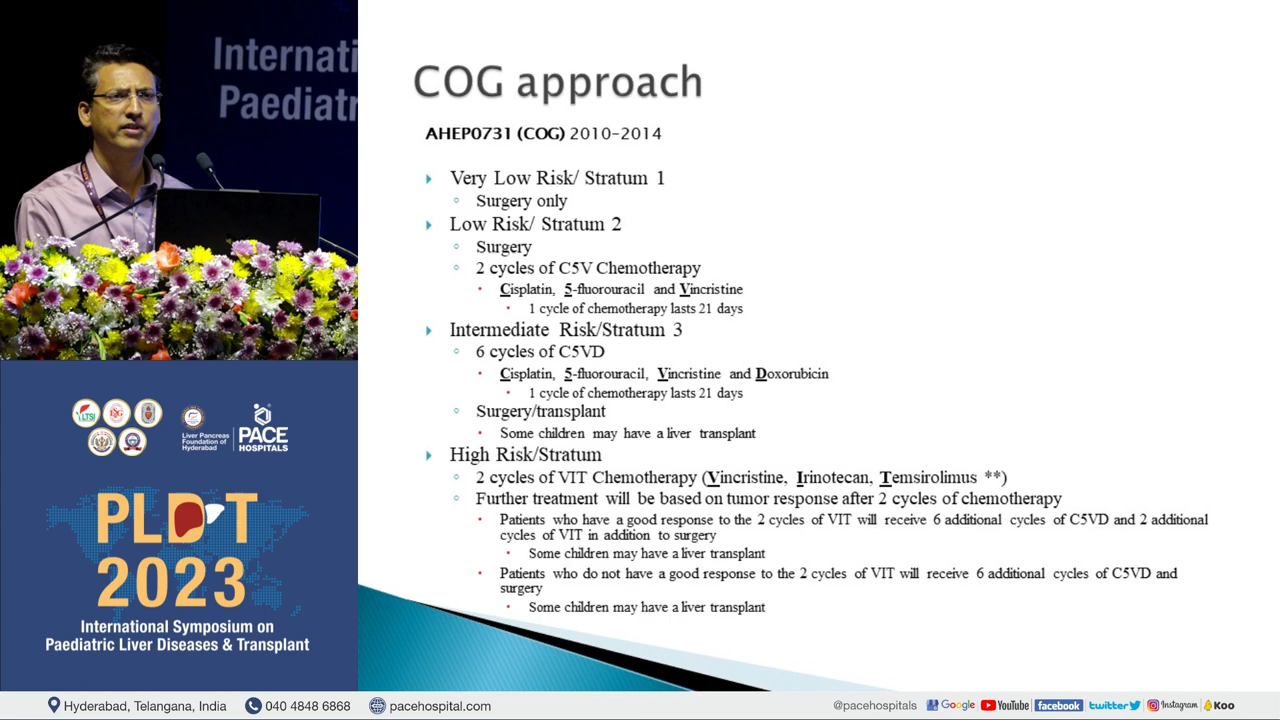 Internati
Paediatr
COG approach
AHEP0731 (COG) 2010-2014
Very Low Risk/ Stratum 1
Surgery only
Low Risk/ Stratum 2
Surgery
2 cycles of C5V Chemotherapy
Cisplatin, 5-fluorouracil and Vincristine
1 cycle of chemotherapy lasts 21 days
Intermediate Risk/Stratum 3
6 cycles of C5VD
Cisplatin, 5-fluorouracil, Vincristine and Doxorubicin
1 cycle of chemotherapy lasts 21 days
Surgery/transplant
Some children may have a liver transplant
High Risk/Stratum
2 cycles of VIT Chemotherapy (Vincristine, Irinotecan, Temsirolimus **)
Further treatment will be based on tumor response after 2 cycles of chemotherapy
Patients who have a good response to the 2 cycles of VIT will receive 6 additional cycles of C5VD and 2 additional
cycles of VIT in addition to surgery
Some children may have a liver transplant
Patients who do not have a good response to the 2 cycles of VIT will receive 6 additional cycles of C5VD and
surgery
Some children may have a liver transplant
LTSI
Liver Pancreas
Foundation of
Hyderabad
PACE
HOSPITALS
PLDT
2023
International Symposium on
Paediatric Liver Diseases & Transplant
Hyderabad, Telangana, India
040 4848 6868
pacehospital.com
@pacehospitals
Google
YouTube
facebook
twitter
Instagram
Koo